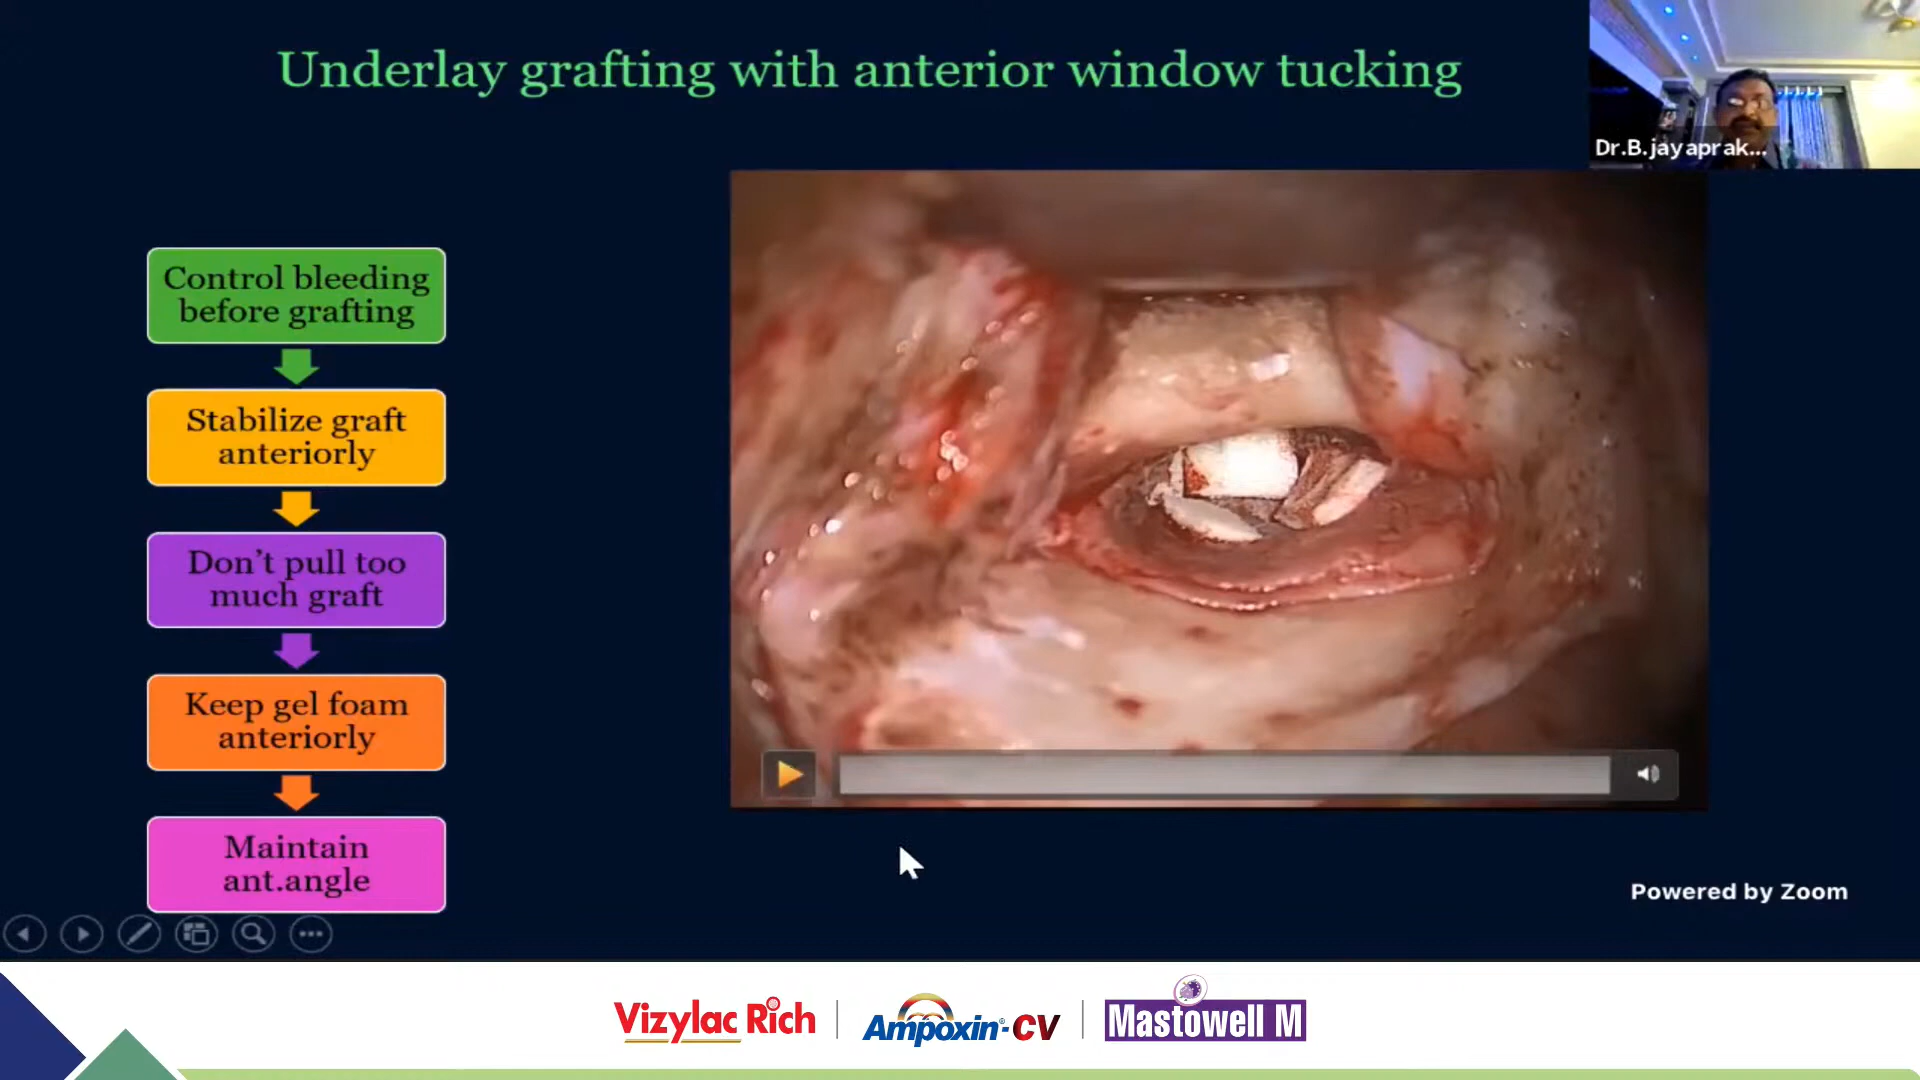 Underlay grafting with anterior window tucking
Dr.B.jayaprak...
Control bleeding
before grafting
Stabilize graft
anteriorly
Don't pull too
much graft
Keep gel foam
anteriorly
Maintain
ant.angle
Powered by Zoom
Vizylac Rich
Ampoxin®-CV
Mastowell M